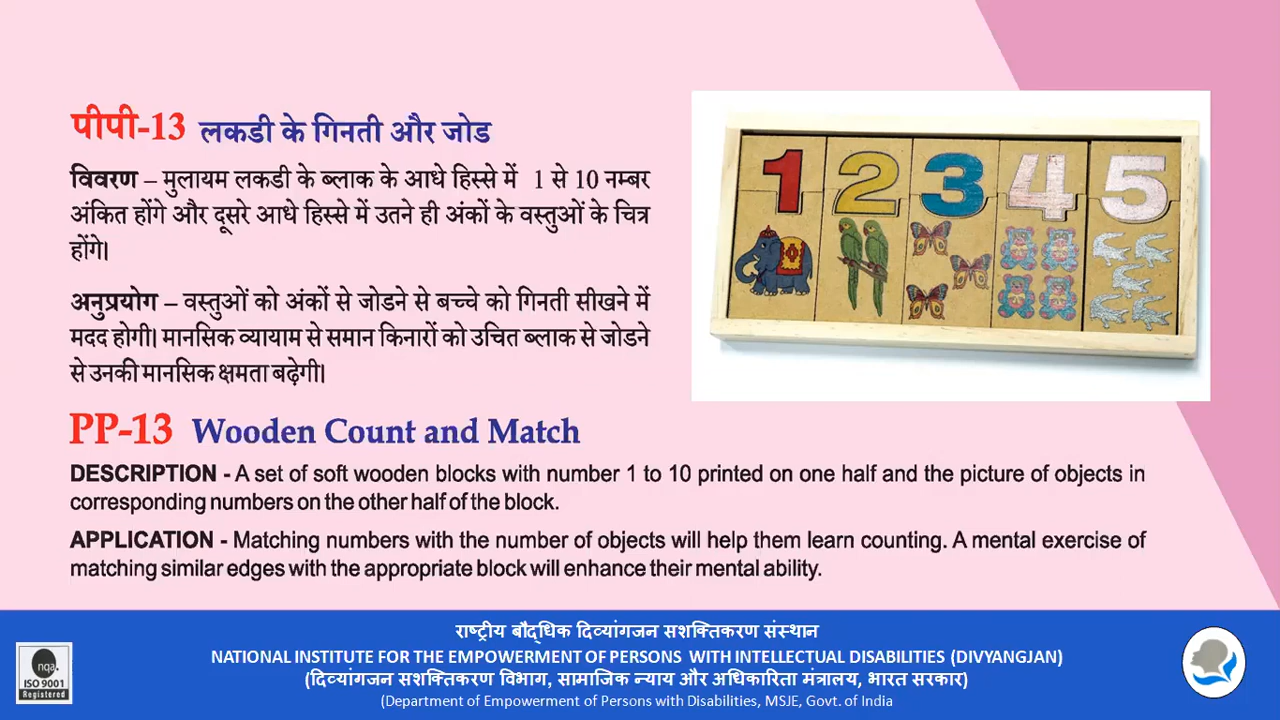 पीपी-13 लकडी के गिनती और जोड
विवरण – मुलायम लकडी के ब्लाक के आधे हिस्से में 1 से 10 नम्बर
अंकित होंगे और दूसरे आधे हिस्से में उतने ही अंकों के वस्तुओं के चित्र
होंगे।
अनुप्रयोग – वस्तुओं को अंकों से जोडने से बच्चे को गिनती सीखने में
मदद होगी। मानसिक व्यायाम से समान किनारों को उचित ब्लाक से जोडने
से उनकी मानसिक क्षमता बढ़ेगी।
1 2 3 4 5
PP-13 Wooden Count and Match
DESCRIPTION - A set of soft wooden blocks with number 1 to 10 printed on one half and the picture of objects in
corresponding numbers on the other half of the block.
APPLICATION - Matching numbers with the number of objects will help them learn counting. A mental exercise of
matching similar edges with the appropriate block will enhance their mental ability.
राष्ट्रीय बौद्धिक दिव्यांगजन सशक्तिकरण संस्थान
NATIONAL INSTITUTE FOR THE EMPOWERMENT OF PERSONS WITH INTELLECTUAL DISABILITIES (DIVYANGJAN)
(दिव्यांगजन सशक्तिकरण विभाग, सामाजिक न्याय और अधिकारिता मंत्रालय, भारत सरकार)
(Department of Empowerment of Persons with Disabilities, MSJE, Govt. of India
nqa.
ISO 9001
Registered